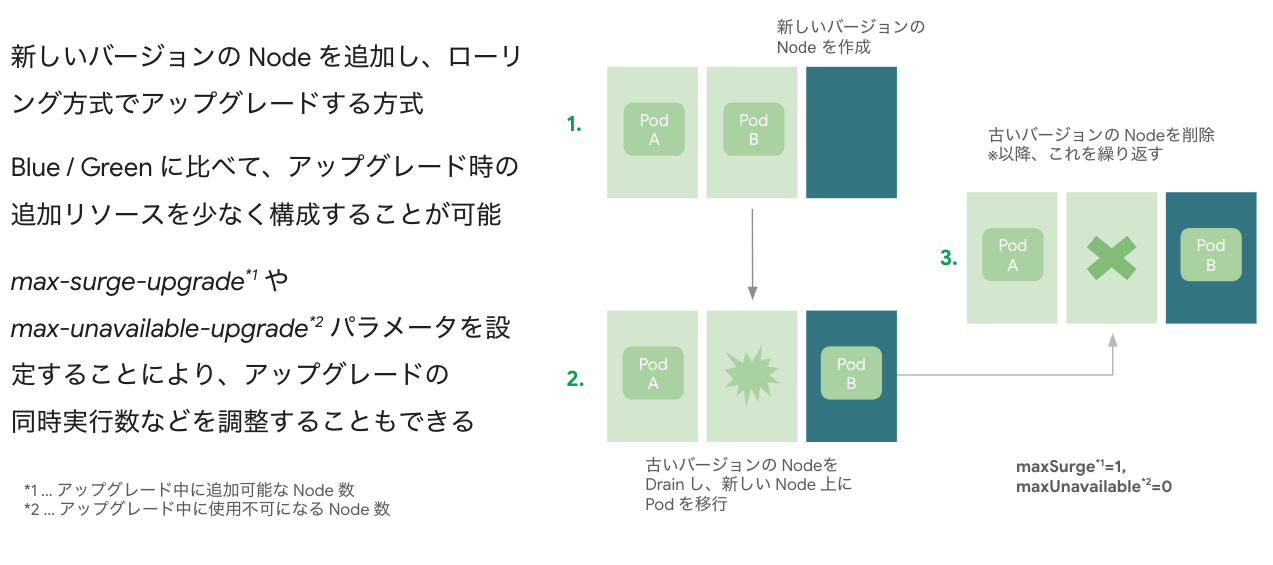 新しいバージョンの Node を追加し、ローリ
ング方式でアップグレードする方式
Blue / Green に比べて、アップグレード時の
追加リソースを少なく構成することが可能
max-surge-upgrade*1 や
max-unavailable-upgrade*2 パラメータを設
定することにより、アップグレードの
同時実行数などを調整することもできる
*1 ... アップグレード中に追加可能な Node 数
*2 ... アップグレード中に使用不可になる Node 数
新しいバージョンの
Node を作成
1.
Pod
A
Pod
B
2.
Pod
A
Pod
B
古いバージョンの Nodeを
Drain し、新しい Node 上に
Pod を移行
古いバージョンの Nodeを削除
※以降、これを繰り返す
3.
Pod
A
Pod
B
maxSurge*1=1,
maxUnavailable*2=0